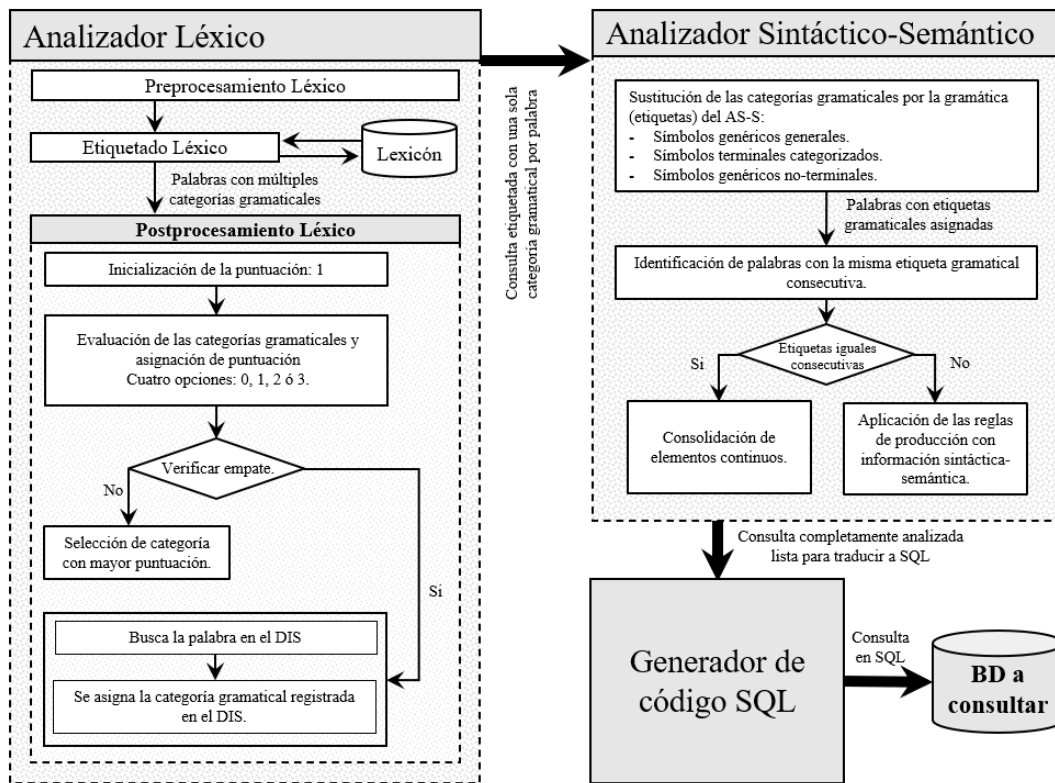 Analizador Léxico
Preprocesamiento Léxico
Etiquetado Léxico
Lexicón
Palabras con múltiples
categorías gramaticales
Postprocesamiento Léxico
Inicialización de la puntuación: 1
Evaluación de las categorías gramaticales y
asignación de puntuación
Cuatro opciones: 0, 1, 2 ó 3.
Verificar empate.
No
Selección de categoría
con mayor puntuación.
Si
Busca la palabra en el DIS
Se asigna la categoría gramatical registrada
en el DIS.
Consulta etiquetada con una sola
categoría gramatical por palabra
Analizador Sintáctico-Semántico
Sustitución de las categorías gramaticales por la gramática
(etiquetas) del AS-S:
- Símbolos genéricos generales.
- Símbolos terminales categorizados.
- Símbolos genéricos no-terminales.
Palabras con etiquetas
gramaticales asignadas
Identificación de palabras con la misma etiqueta gramatical
consecutiva.
Etiquetas iguales
consecutivas
Si
No
Consolidación de
elementos continuos.
Aplicación de las reglas
de producción con
información sintáctica-
semántica.
Consulta completamente analizada
lista para traducir a SQL
Generador de
código SQL
Consulta
en SQL
BD a
consultar